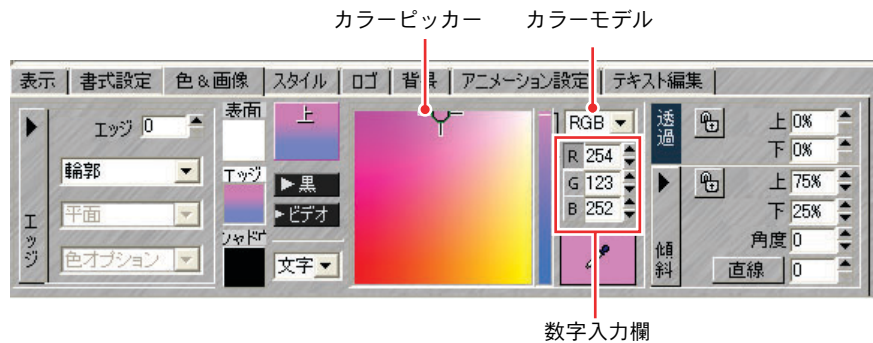 カラーピッカー カラーモデル
表示 書式設定 色&画像 スタイル ロゴ 背景 アニメーション設定 テキスト編集
エッジ 0
輪郭
平面
色オプション
エッジ
表面
エッジ
シャドウ
上
黒
ビデオ
文字
RGB
R 254
G 123
B 252
透過
上 0%
下 0%
傾斜
上 75%
下 25%
角度 0
直線 0
数字入力欄